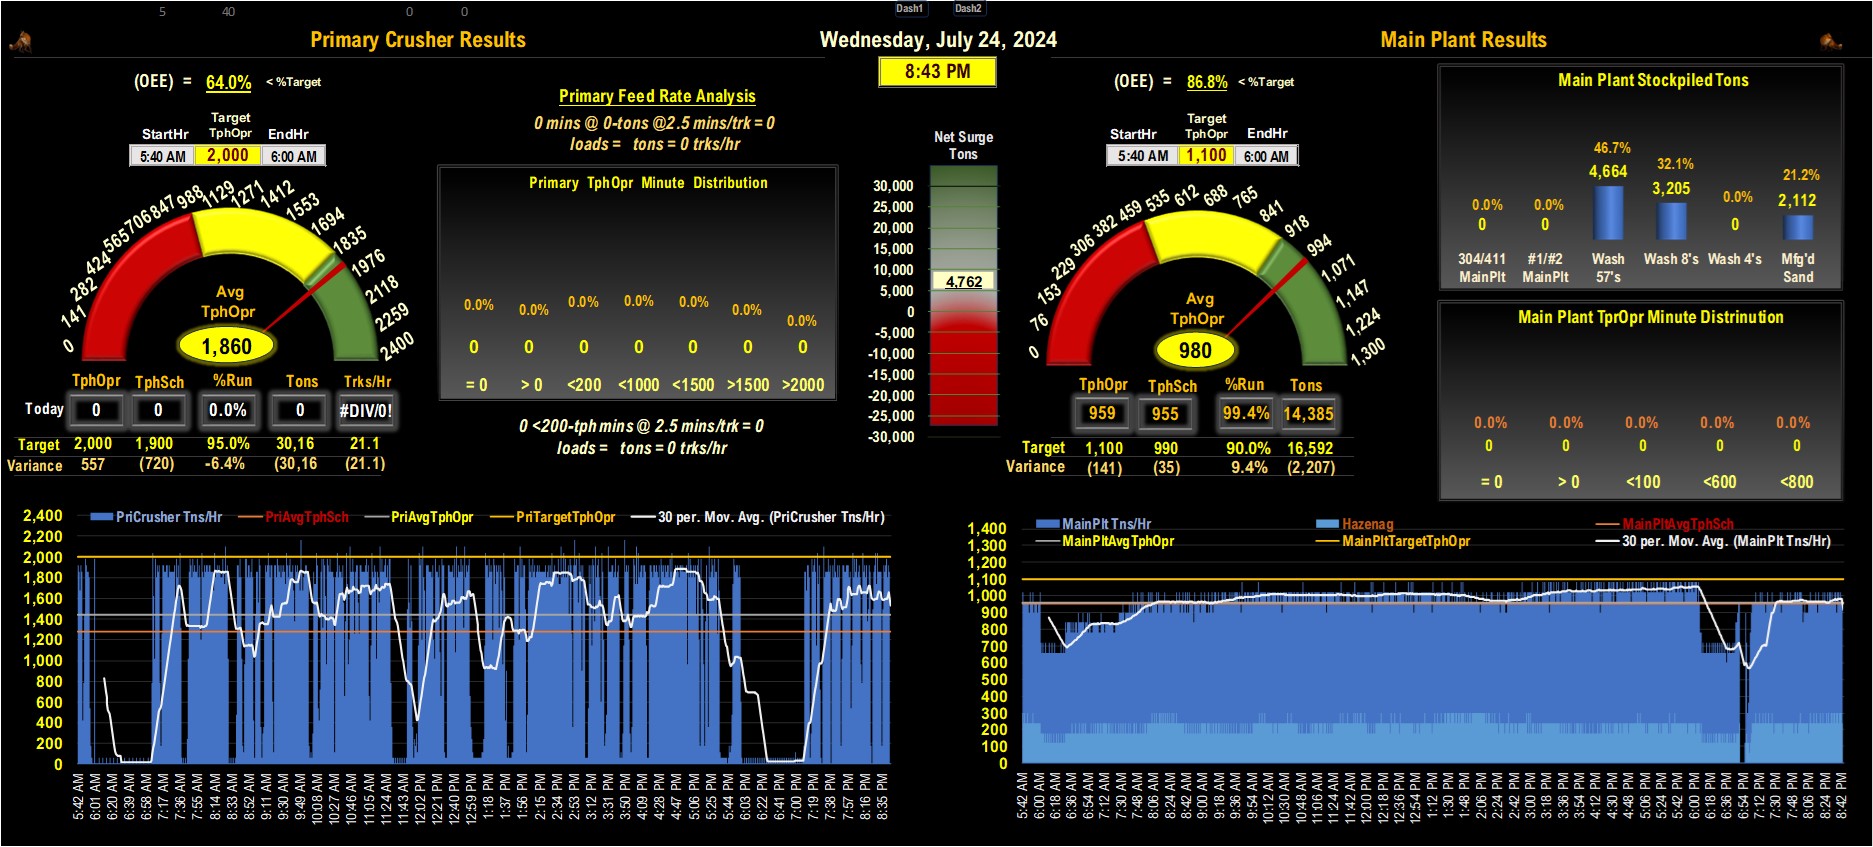 5 40 0 0 Dash1 Dash2
Primary Crusher Results
Wednesday, July 24, 2024
Main Plant Results
8:43 PM
(OEE) = 64.0% < %Target
Target
StartHr TphOpr EndHr
5:40 AM 2,000 6:00 AM
0 141 282 424 565 706 847 988 1129 1271 1412 1553 1694 1835 1976 2118 2259 2400
Avg
TphOpr
1,860
TphOpr TphSch %Run Tons Trks/Hr
Today 0 0 0.0% 0 #DIV/0!
Target 2,000 1,900 95.0% 30,16 21.1
Variance 557 (720) -6.4% (30,16 (21.1)
Primary Feed Rate Analysis
0 mins @ 0-tons @2.5 mins/trk = 0
loads = tons = 0 trks/hr
Primary TphOpr Minute Distribution
0.0% 0.0% 0.0% 0.0% 0.0% 0.0% 0.0%
0 0 0 0 0 0 0
= 0 > 0 <200 <1000 <1500 >1500 >2000
0 <200-tph mins @ 2.5 mins/trk = 0
loads = tons = 0 trks/hr
Net Surge
Tons
30,000
25,000
20,000
15,000
10,000
4,762
5,000
0
-5,000
-10,000
-15,000
-20,000
-25,000
-30,000
(OEE) = 86.8% < %Target
Target
StartHr TphOpr EndHr
5:40 AM 1,100 6:00 AM
0 76 153 229 306 382 459 535 612 688 765 841 918 994 1,071 1,147 1,224 1,300
Avg
TphOpr
980
TphOpr TphSch %Run Tons
959 955 99.4% 14,385
Target 1,100 990 90.0% 16,592
Variance (141) (35) 9.4% (2,207)
Main Plant Stockpiled Tons
0.0% 0.0% 46.7% 32.1% 0.0% 21.2%
0 0 4,664 3,205 0 2,112
304/411 #1/#2 Wash Wash 8's Wash 4's Mfg'd
MainPlt MainPlt 57's Sand
Main Plant TprOpr Minute Distrinution
0.0% 0.0% 0.0% 0.0% 0.0%
0 0 0 0 0
= 0 > 0 <100 <600 <800
PriCrusher Tns/Hr PriAvgTphSch PriAvgTphOpr PriTargetTphOpr 30 per. Mov. Avg. (PriCrusher Tns/Hr)
2,400
2,200
2,000
1,800
1,600
1,400
1,200
1,000
800
600
400
200
0
5:42 AM 6:01 AM 6:20 AM 6:39 AM 6:58 AM 7:17 AM 7:36 AM 7:55 AM 8:14 AM 8:33 AM 8:52 AM 9:11 AM 9:30 AM 9:49 AM 10:08 AM 10:27 AM 10:46 AM 11:05 AM 11:24 AM 11:43 AM 12:02 PM 12:21 PM 12:40 PM 12:59 PM 1:18 PM 1:37 PM 1:56 PM 2:15 PM 2:34 PM 2:53 PM 3:12 PM 3:31 PM 3:50 PM 4:09 PM 4:28 PM 4:47 PM 5:06 PM 5:25 PM 5:44 PM 6:03 PM 6:22 PM 6:41 PM 7:00 PM 7:19 PM 7:38 PM 7:57 PM 8:16 PM 8:35 PM
MainPlt Tns/Hr Hazenag MainPltAvgTphSch
MainPltAvgTphOpr MainPltTargetTphOpr 30 per. Mov. Avg. (MainPlt Tns/Hr)
1,400
1,300
1,200
1,100
1,000
900
800
700
600
500
400
300
200
100
0
5:42 AM 6:00 AM 6:18 AM 6:36 AM 6:54 AM 7:12 AM 7:30 AM 7:48 AM 8:06 AM 8:24 AM 8:42 AM 9:00 AM 9:18 AM 9:36 AM 9:54 AM 10:12 AM 10:30 AM 10:48 AM 11:06 AM 11:24 AM 11:42 AM 12:00 PM 12:18 PM 12:36 PM 12:54 PM 1:12 PM 1:30 PM 1:48 PM 2:06 PM 2:24 PM 2:42 PM 3:00 PM 3:18 PM 3:36 PM 3:54 PM 4:12 PM 4:30 PM 4:48 PM 5:06 PM 5:24 PM 5:42 PM 6:00 PM 6:18 PM 6:36 PM 6:54 PM 7:12 PM 7:30 PM 7:48 PM 8:06 PM 8:24 PM 8:42 PM